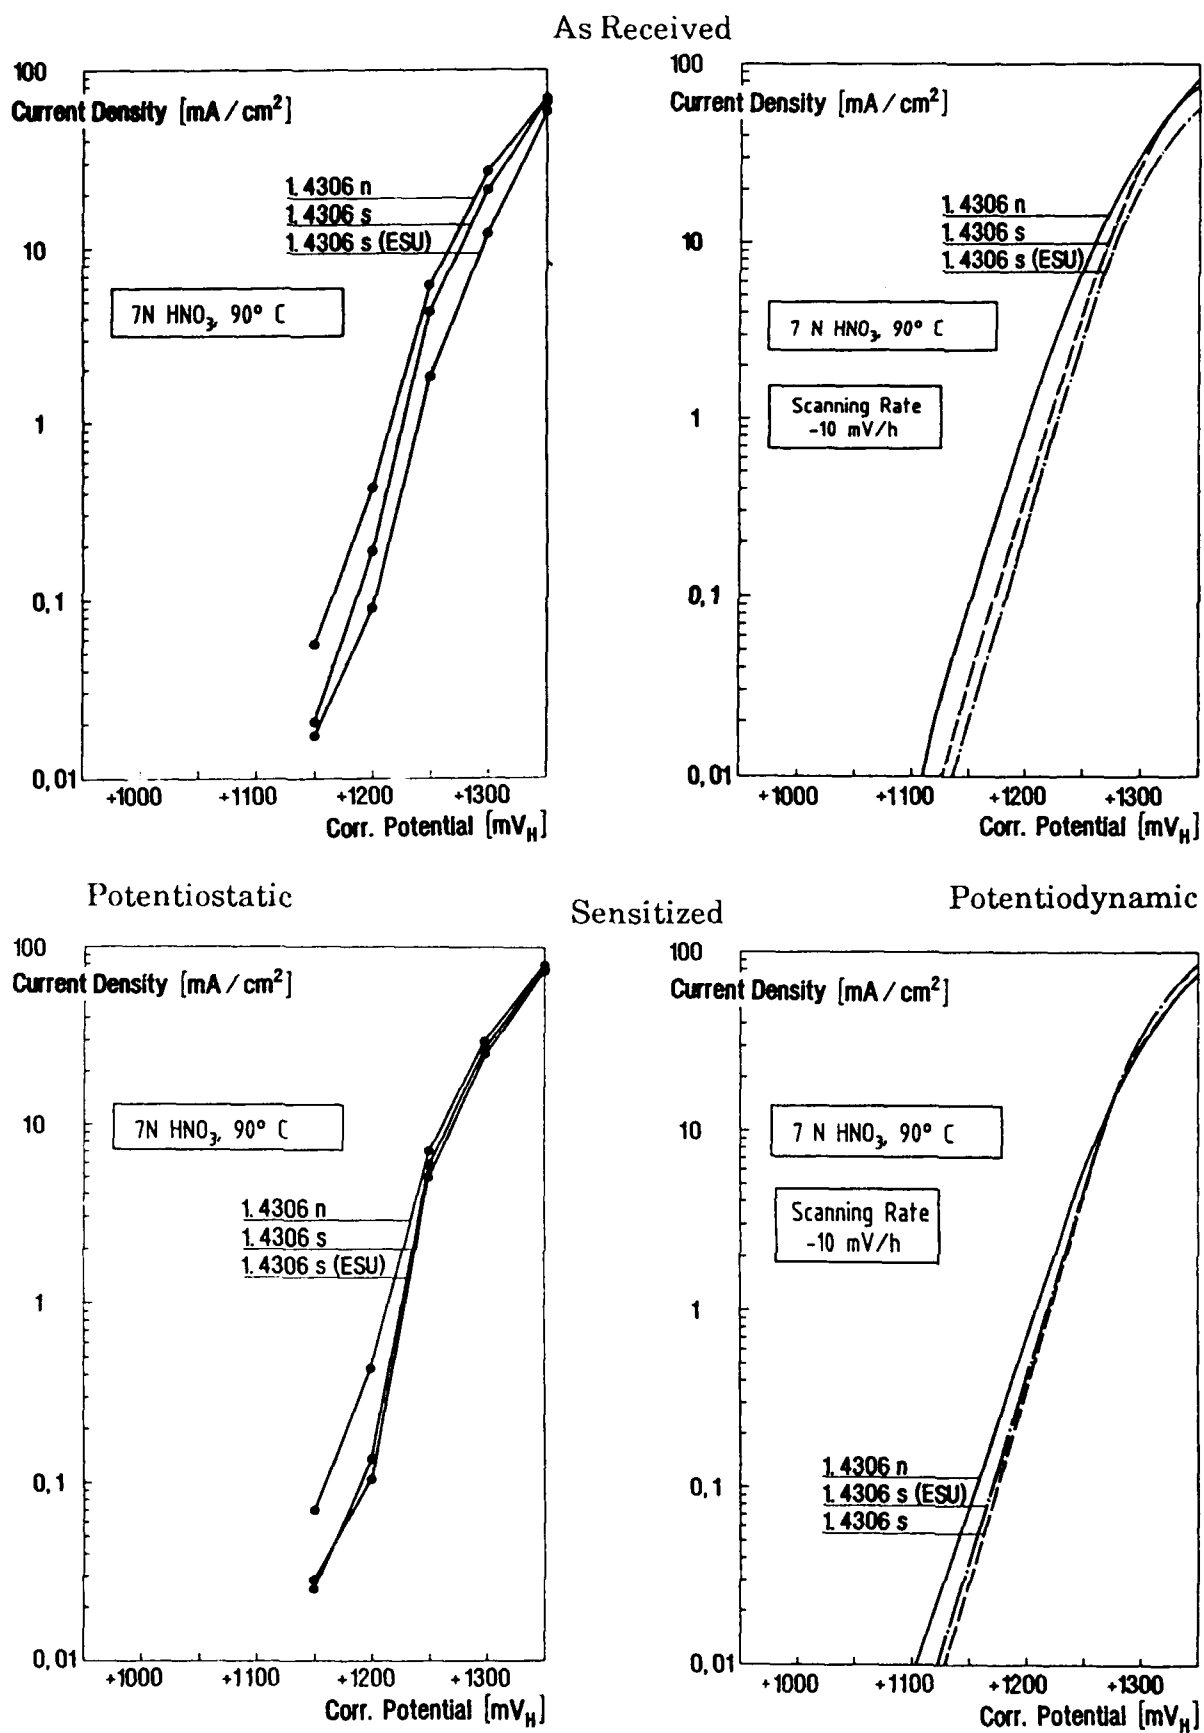 As Received
100
Current Density [mA/cm²]
1.4306 n
1.4306 s
1.4306 s (ESU)
10
7N HNO₃, 90° C
1
0,1
0,01
+1000 +1100 +1200 +1300
Corr. Potential [mV_H]
100
Current Density [mA/cm²]
1.4306 n
1.4306 s
1.4306 s (ESU)
10
7 N HNO₃, 90° C
Scanning Rate
-10 mV/h
1
0,1
0,01
+1000 +1100 +1200 +1300
Corr. Potential [mV_H]
Potentiostatic
Sensitized
Potentiodynamic
100
Current Density [mA/cm²]
10
7N HNO₃, 90° C
1.4306 n
1.4306 s
1.4306 s (ESU)
1
0,1
0,01
+1000 +1100 +1200 +1300
Corr. Potential [mV_H]
100
Current Density [mA/cm²]
10
7 N HNO₃, 90° C
Scanning Rate
-10 mV/h
1
1.4306 n
1.4306 s (ESU)
1.4306 s
0,1
0,01
+1000 +1100 +1200 +1300
Corr. Potential [mV_H]